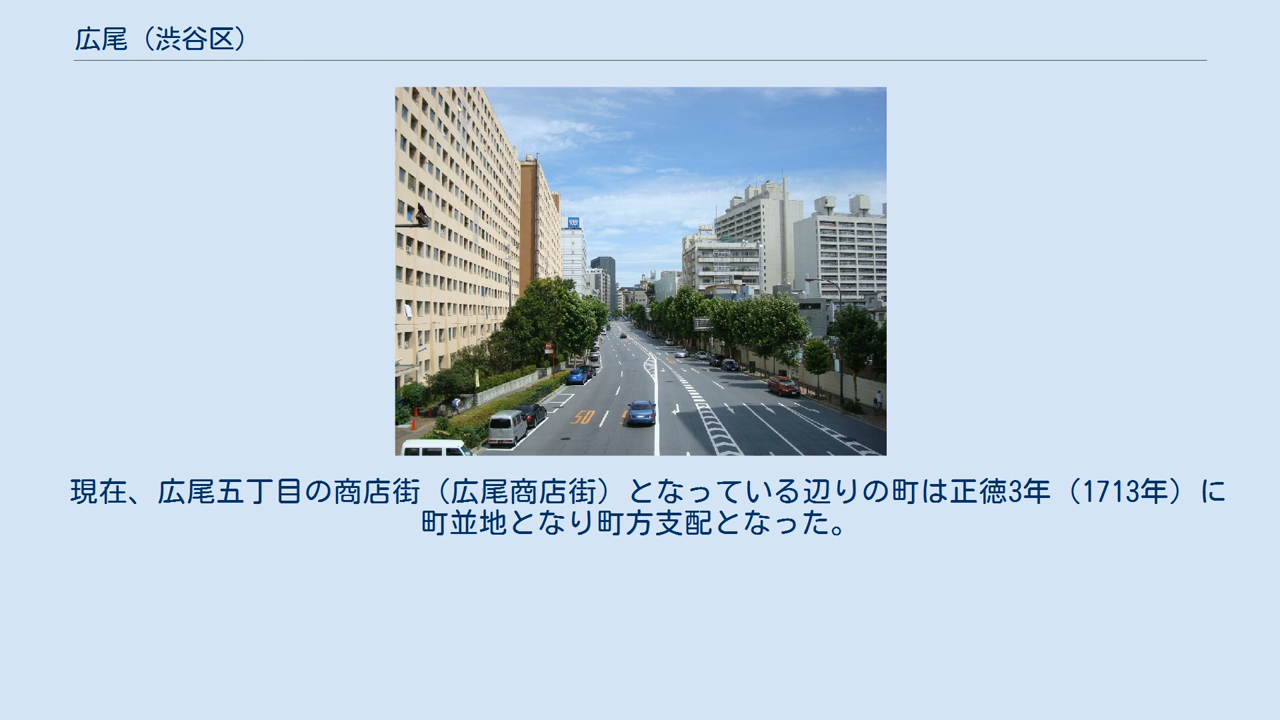 広尾（渋谷区）
50
現在、広尾五丁目の商店街（広尾商店街）となっている辺りの町は正徳3年（1713年）に
町並地となり町方支配となった。